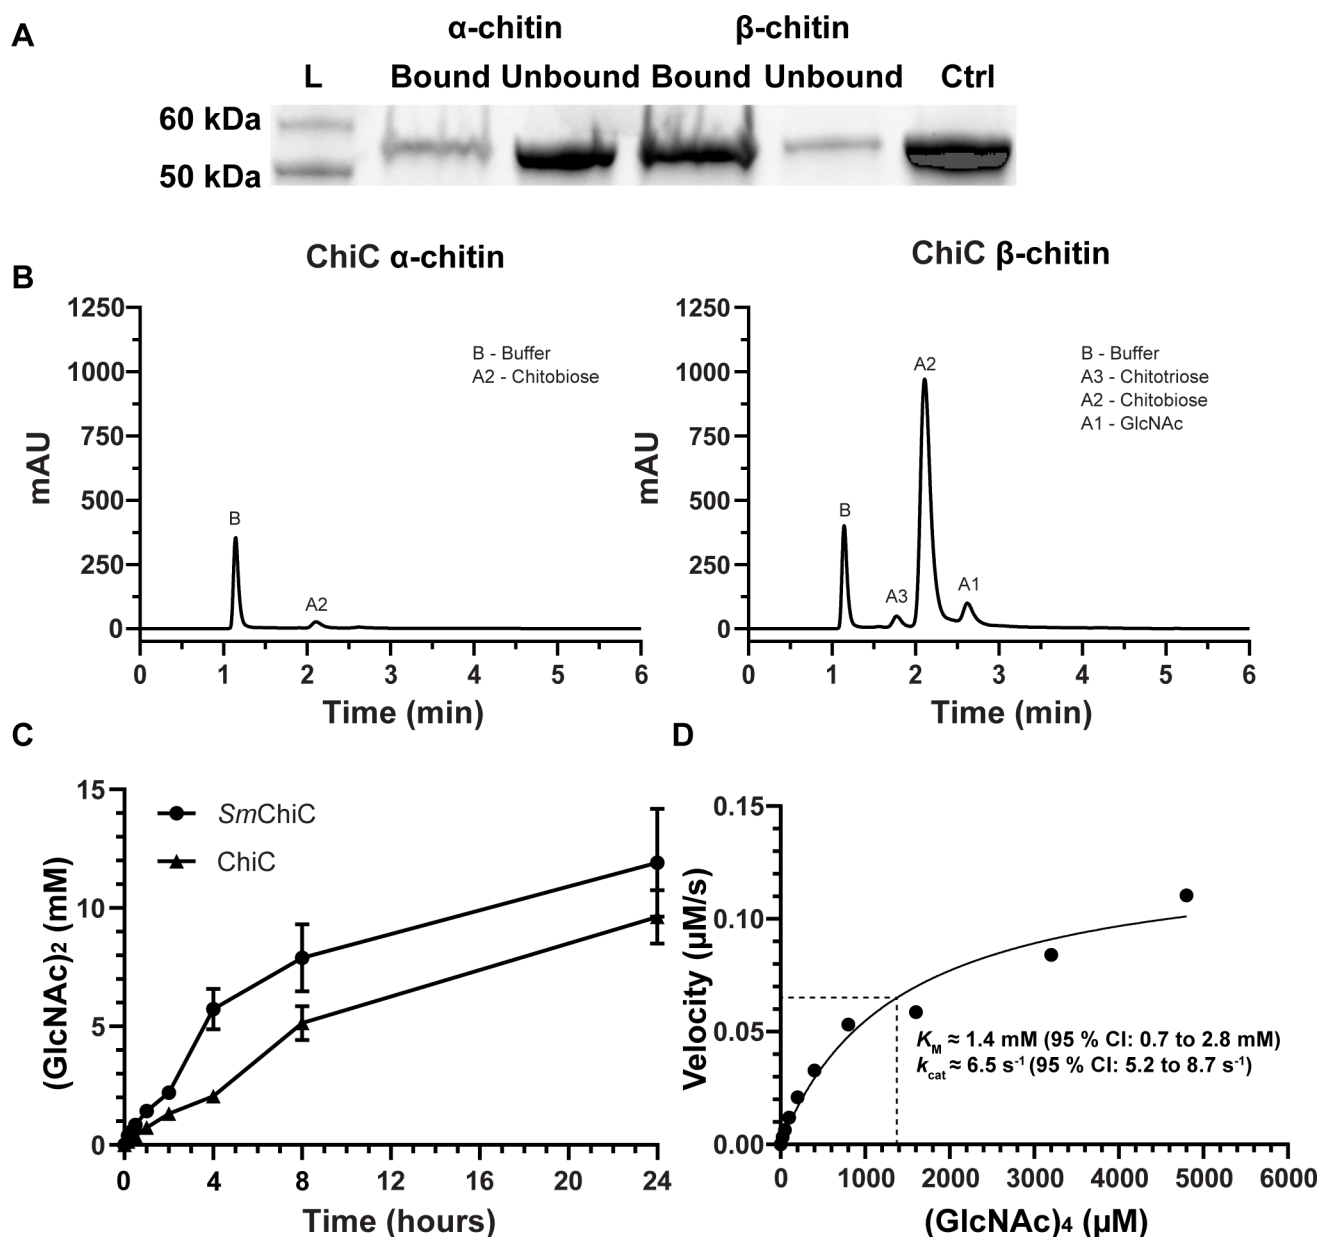 A
α-chitin β-chitin
L Bound Unbound Bound Unbound Ctrl
60 kDa
50 kDa
B
ChiC α-chitin
1250
1000
750
500
250
0
mAU
B - Buffer
A2 - Chitobiose
B
A2
0 1 2 3 4 5 6
Time (min)
ChiC β-chitin
1250
1000
750
500
250
0
mAU
B - Buffer
A3 - Chitotriose
A2 - Chitobiose
A1 - GlcNAc
B
A3
A2
A1
0 1 2 3 4 5 6
Time (min)
C
15
10
5
0
(GlcNAc)2 (mM)
SmChiC
ChiC
0 4 8 12 16 20 24
Time (hours)
D
0.15
0.10
0.05
0.00
Velocity (µM/s)
KM ≈ 1.4 mM (95 % CI: 0.7 to 2.8 mM)
kcat ≈ 6.5 s-1 (95 % CI: 5.2 to 8.7 s-1)
0 1000 2000 3000 4000 5000 6000
(GlcNAc)4 (µM)